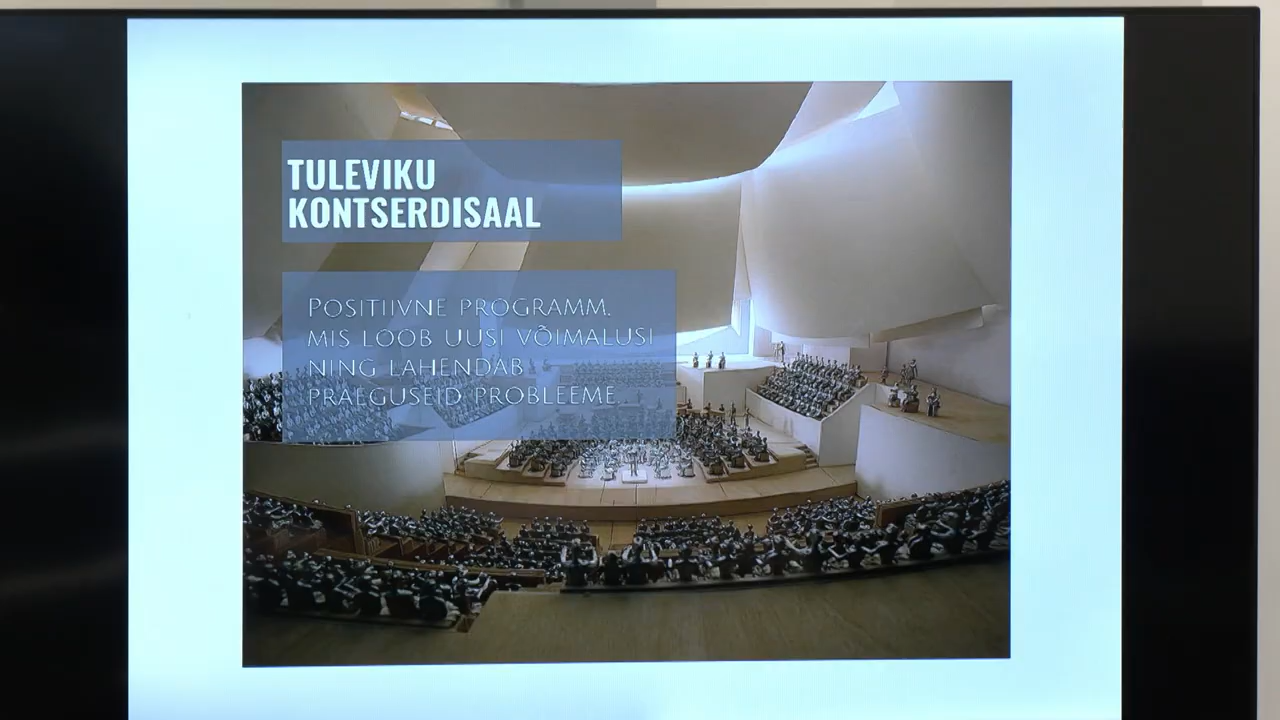 TULEVIKU
KONTSERDISAAL
Positiivne programm,
mis loob uusi võimalusi
ning lahendab
praeguseid probleeme